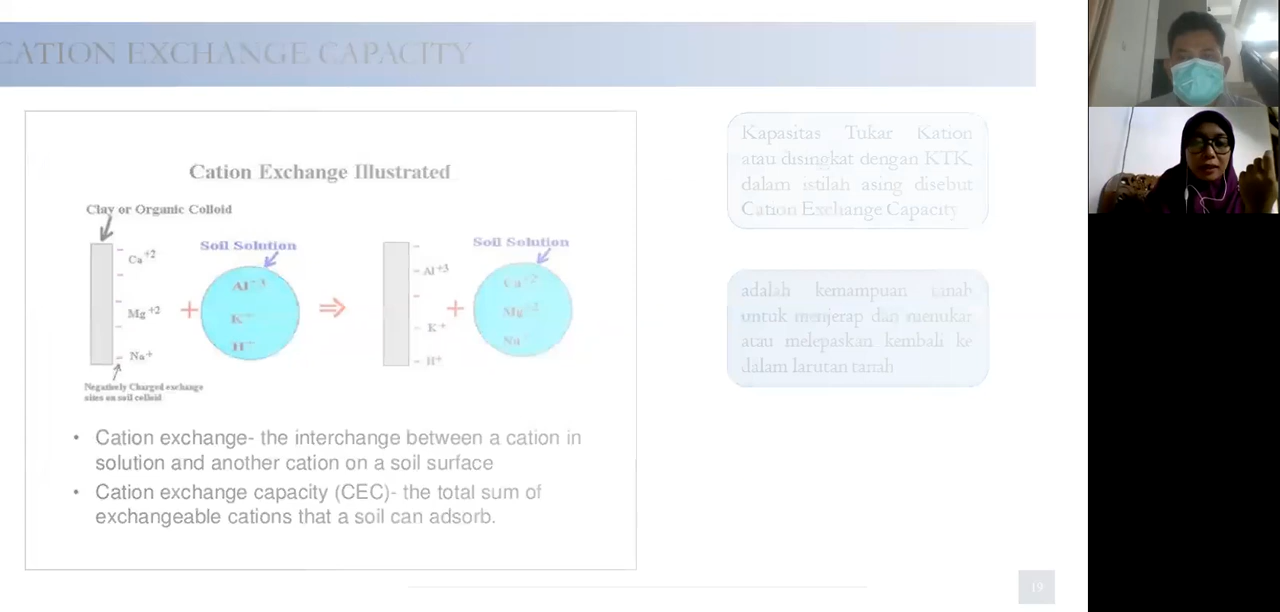 CATION EXCHANGE CAPACITY
Cation Exchange Illustrated
Clay or Organic Colloid
Soil Solution
Ca+2
Mg+2
Na+
+
Al+3
K+
H+
⇒
Soil Solution
Al+3
K+
H+
+
Ca+2
Mg+2
Na
Negatively Charged exchange
sites on soil colloid
• Cation exchange- the interchange between a cation in
solution and another cation on a soil surface
• Cation exchange capacity (CEC)- the total sum of
exchangeable cations that a soil can adsorb.
Kapasitas Tukar Kation
atau disingkat dengan KTK,
dalam istilah asing disebut
Cation Exchange Capacity
adalah kemampuan tanah
untuk menjerap dan menukar
atau melepaskan kembali ke
dalam larutan tanah
19